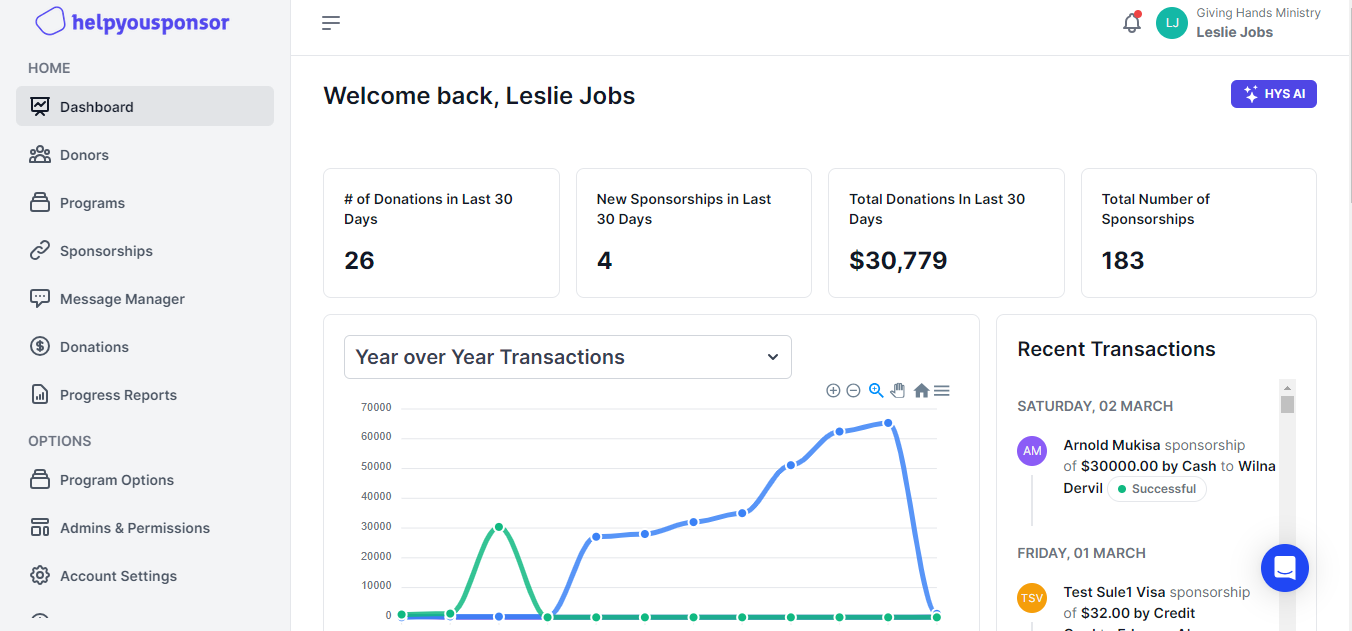 helpyousponsor
HOME
Dashboard
Donors
Programs
Sponsorships
Message Manager
Donations
Progress Reports
OPTIONS
Program Options
Admins & Permissions
Account Settings
Giving Hands Ministry
LJ
Leslie Jobs
Welcome back, Leslie Jobs
HYS AI
# of Donations in Last 30
Days
26
New Sponsorships in Last
30 Days
4
Total Donations In Last 30
Days
$30,779
Total Number of
Sponsorships
183
Year over Year Transactions
70000
60000
50000
40000
30000
20000
10000
0
Recent Transactions
SATURDAY, 02 MARCH
AM
Arnold Mukisa sponsorship
of $30000.00 by Cash to Wilna
Dervil Successful
FRIDAY, 01 MARCH
TSV
Test Sule1 Visa sponsorship
of $32.00 by Credit